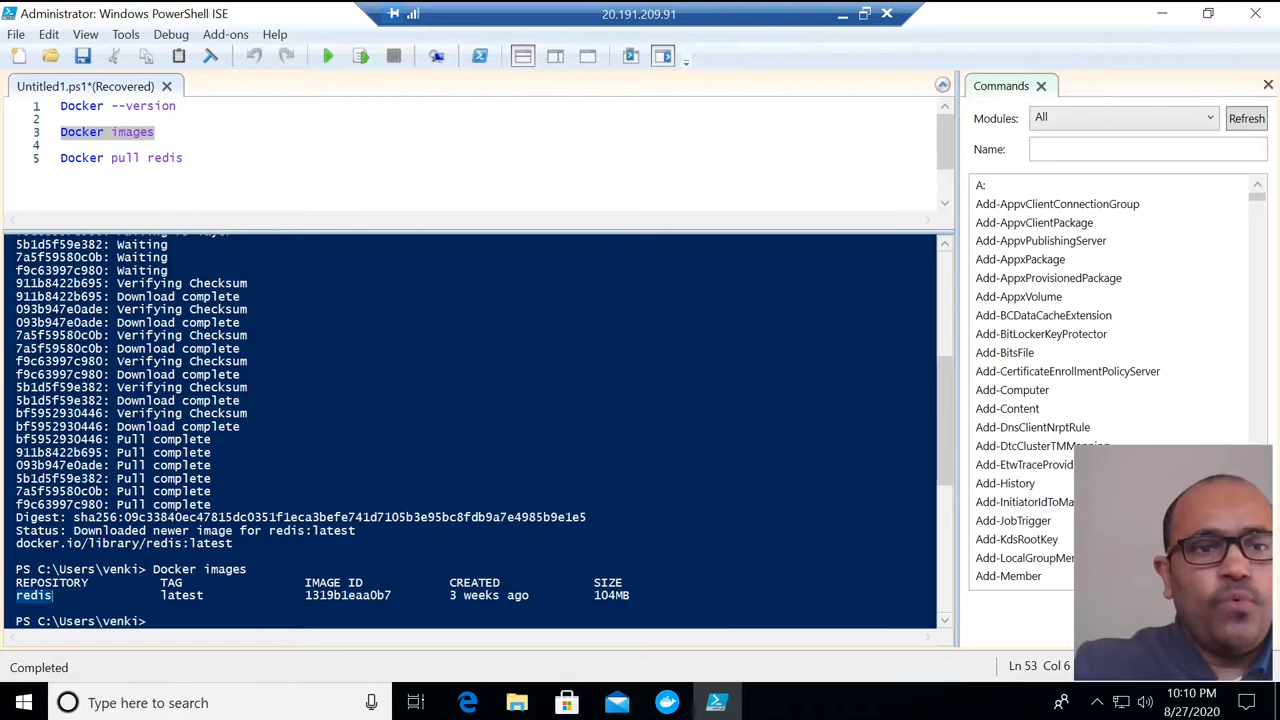 Administrator: Windows PowerShell ISE
20.191.209.91
File Edit View Tools Debug Add-ons Help
Untitled1.ps1*(Recovered)
1 Docker --version
2
3 Docker images
4
5 Docker pull redis
5b1d5f59e382: Waiting
7a5f59580c0b: Waiting
f9c63997c980: Waiting
911b8422b695: Verifying Checksum
911b8422b695: Download complete
093b947e0ade: Verifying Checksum
093b947e0ade: Download complete
7a5f59580c0b: Verifying Checksum
7a5f59580c0b: Download complete
f9c63997c980: Verifying Checksum
f9c63997c980: Download complete
5b1d5f59e382: Verifying Checksum
5b1d5f59e382: Download complete
bf5952930446: Verifying Checksum
bf5952930446: Download complete
bf5952930446: Pull complete
911b8422b695: Pull complete
093b947e0ade: Pull complete
5b1d5f59e382: Pull complete
7a5f59580c0b: Pull complete
f9c63997c980: Pull complete
Digest: sha256:09c33840ec47815dc0351f1eca3befe741d7105b3e95bc8fdb9a7e4985b9e1e5
Status: Downloaded newer image for redis:latest
docker.io/library/redis:latest
PS C:\Users\venki> Docker images
REPOSITORY TAG IMAGE ID CREATED SIZE
redis latest 1319b1eaa0b7 3 weeks ago 104MB
PS C:\Users\venki>
Completed
Ln 53 Col 6
Commands
Modules: All Refresh
Name:
A:
Add-AppvClientConnectionGroup
Add-AppvClientPackage
Add-AppvPublishingServer
Add-AppxPackage
Add-AppxProvisionedPackage
Add-AppxVolume
Add-BCDataCacheExtension
Add-BitLockerKeyProtector
Add-BitsFile
Add-CertificateEnrollmentPolicyServer
Add-Computer
Add-Content
Add-DnsClientNrptRule
Add-DtcClusterTMMapping
Add-EtwTraceProvid
Add-History
Add-InitiatorIdToMa
Add-JobTrigger
Add-KdsRootKey
Add-LocalGroupMem
Add-Member
Type here to search
10:10 PM
8/27/2020